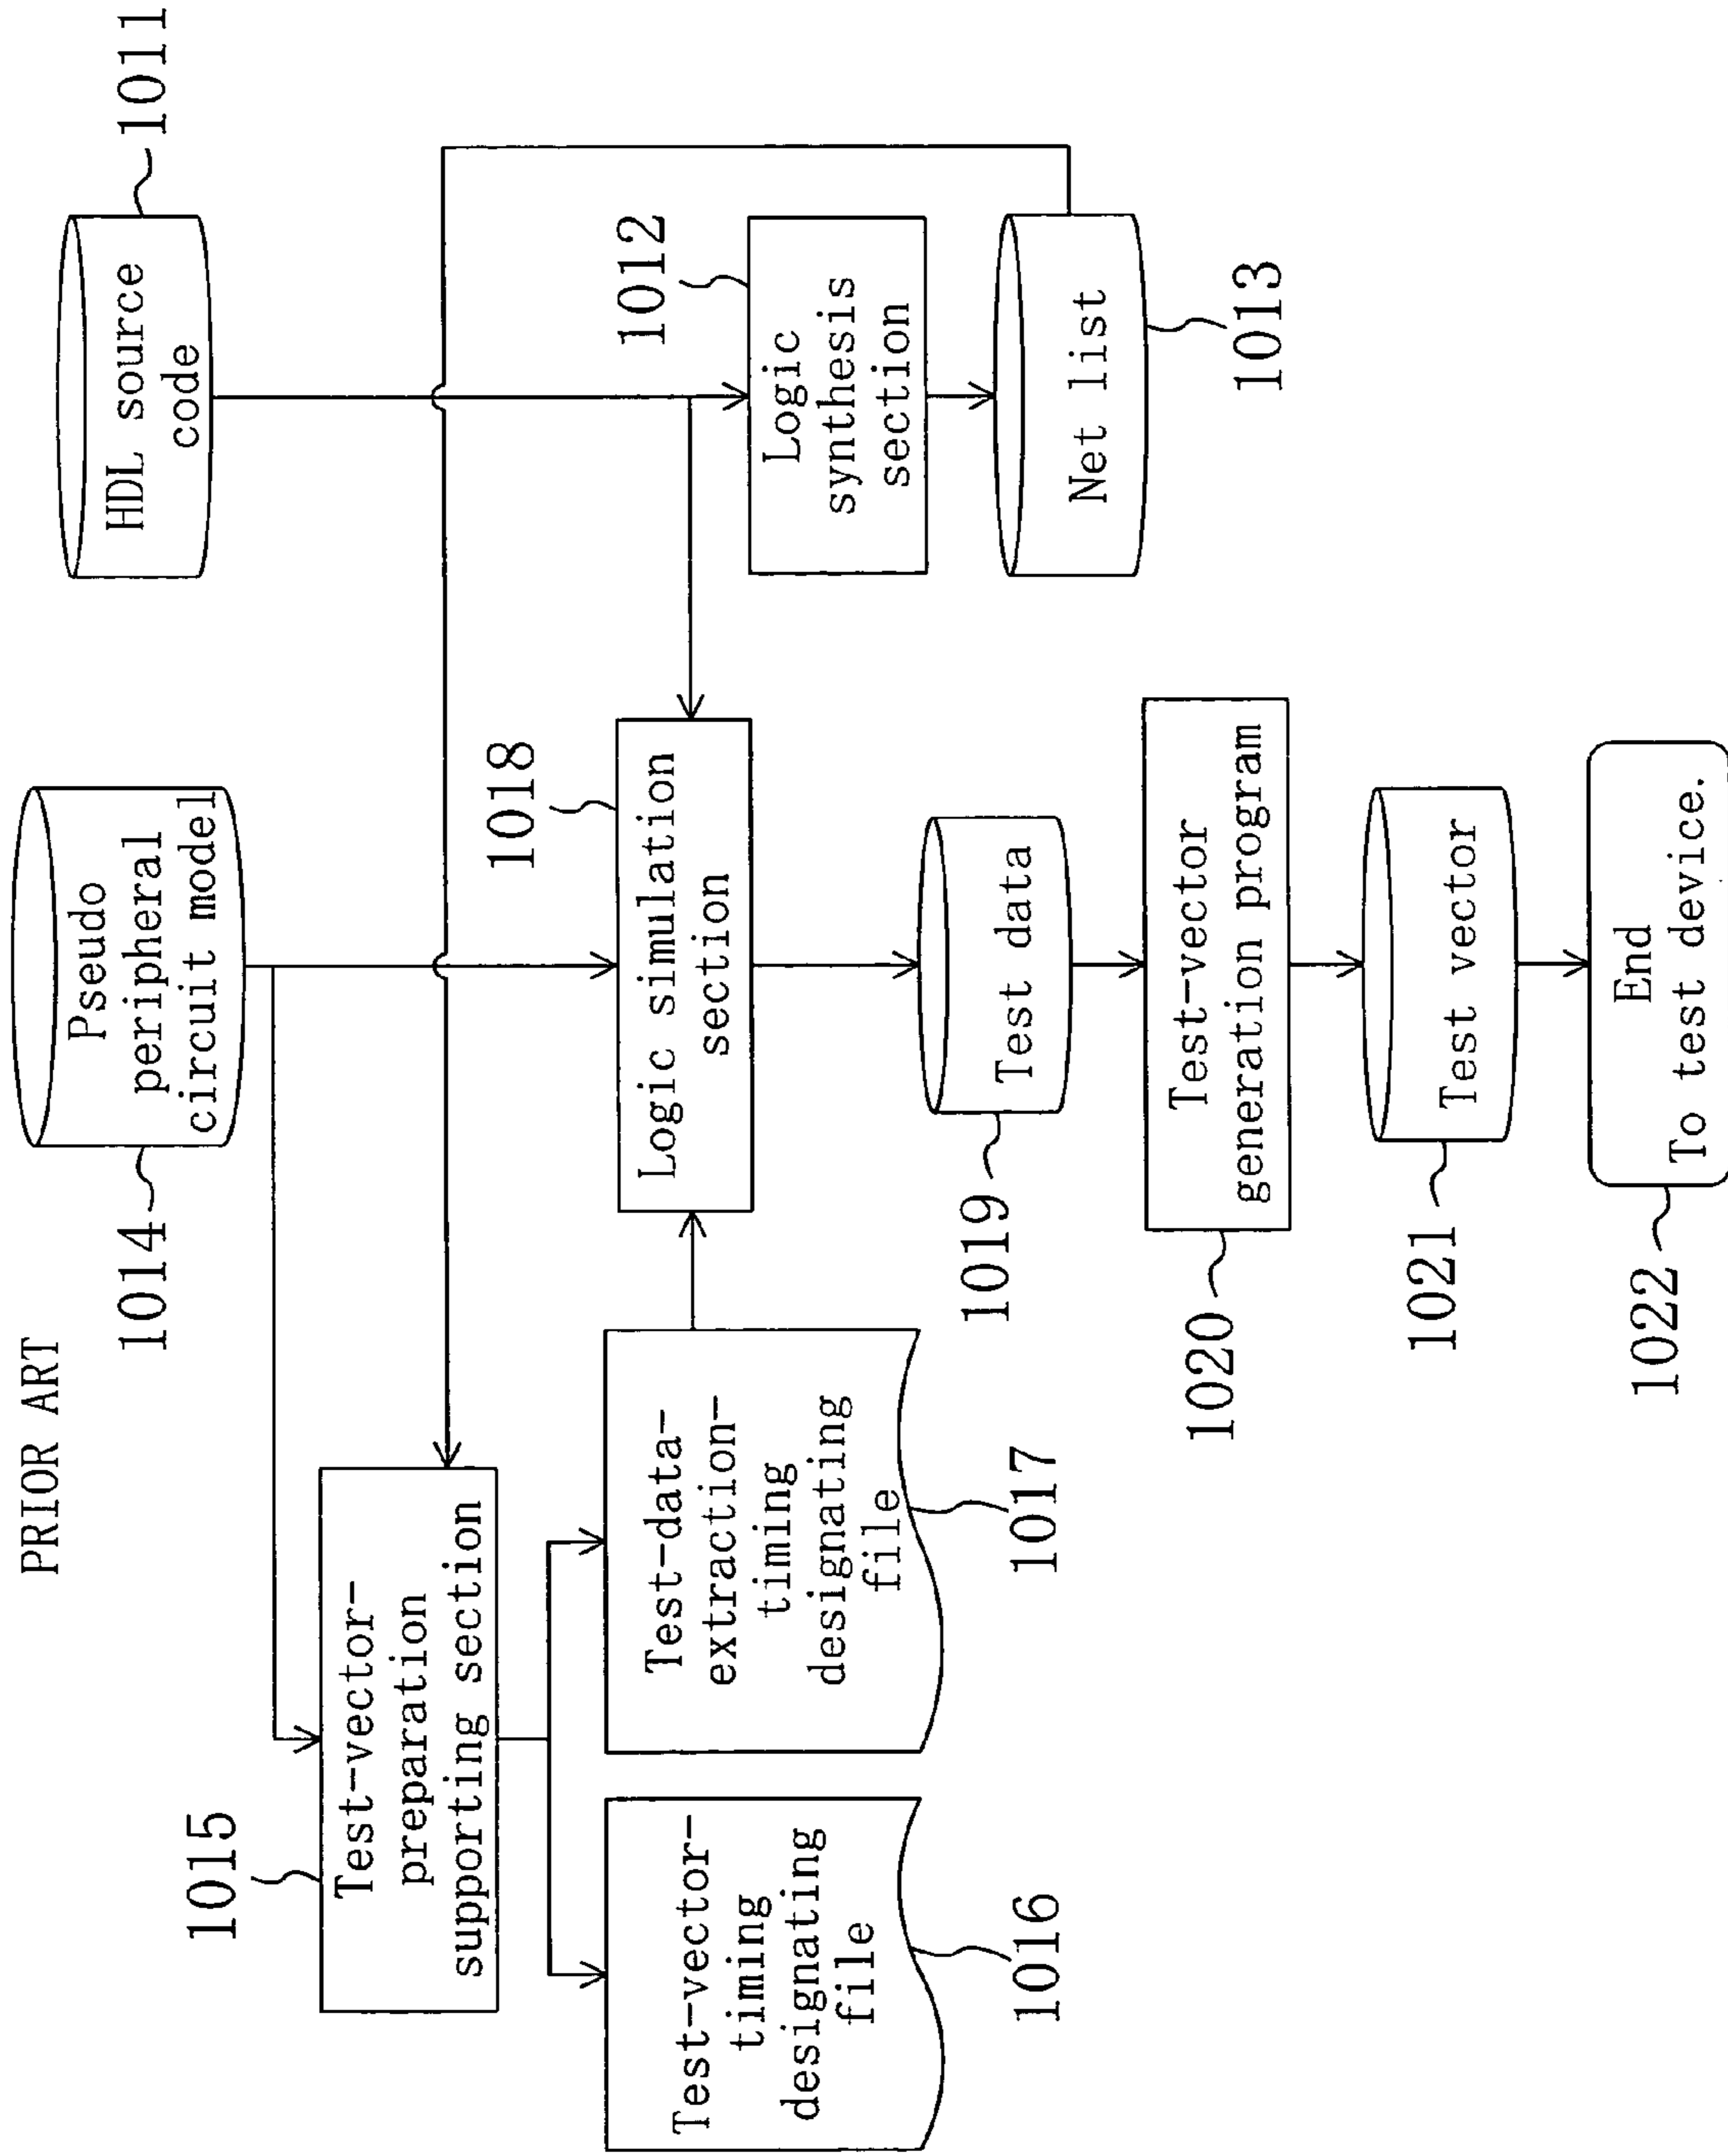 PRIOR ART
1014
Pseudo
peripheral
circuit model
HDL source
code
1011
1015
Test-vector-
preparation
supporting section
1018
Logic simulation
section
1012
Logic
synthesis
section
Test-vector-
timing
designating
file
1016
Test-data-
extraction-
timing
designating
file
1017
1019
Test data
Net list
1013
1020
Test-vector
generation program
1021
Test vector
1022
End
To test device.